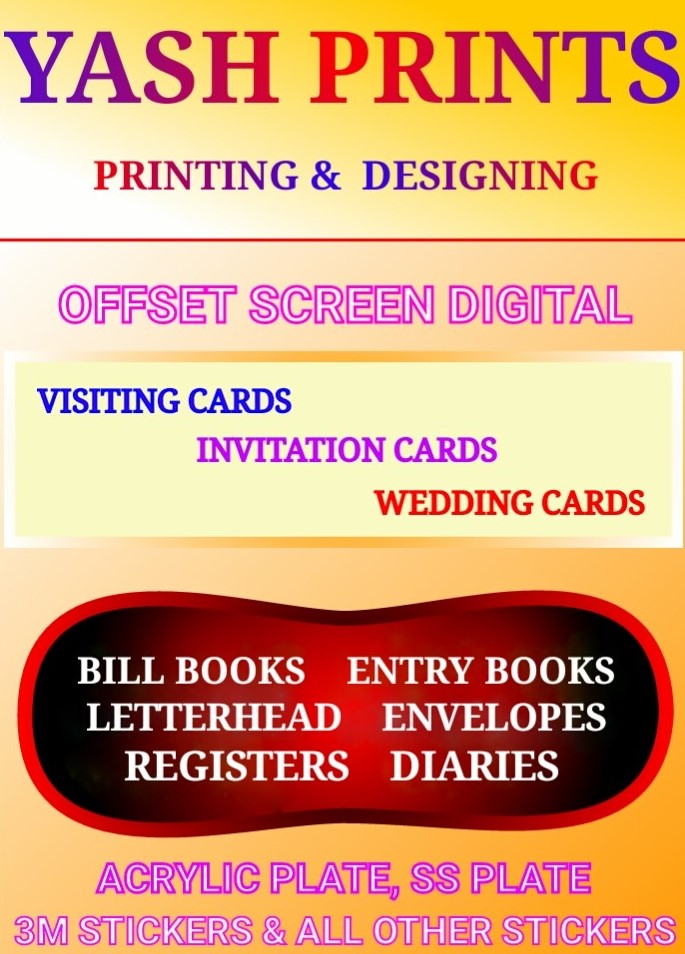 YASH PRINTS
PRINTING & DESIGNING
OFFSET SCREEN DIGITAL
VISITING CARDS
INVITATION CARDS
WEDDING CARDS
BILL BOOKS ENTRY BOOKS
LETTERHEAD ENVELOPES
REGISTERS DIARIES
ACRYLIC PLATE, SS PLATE
3M STICKERS & ALL OTHER STICKERS